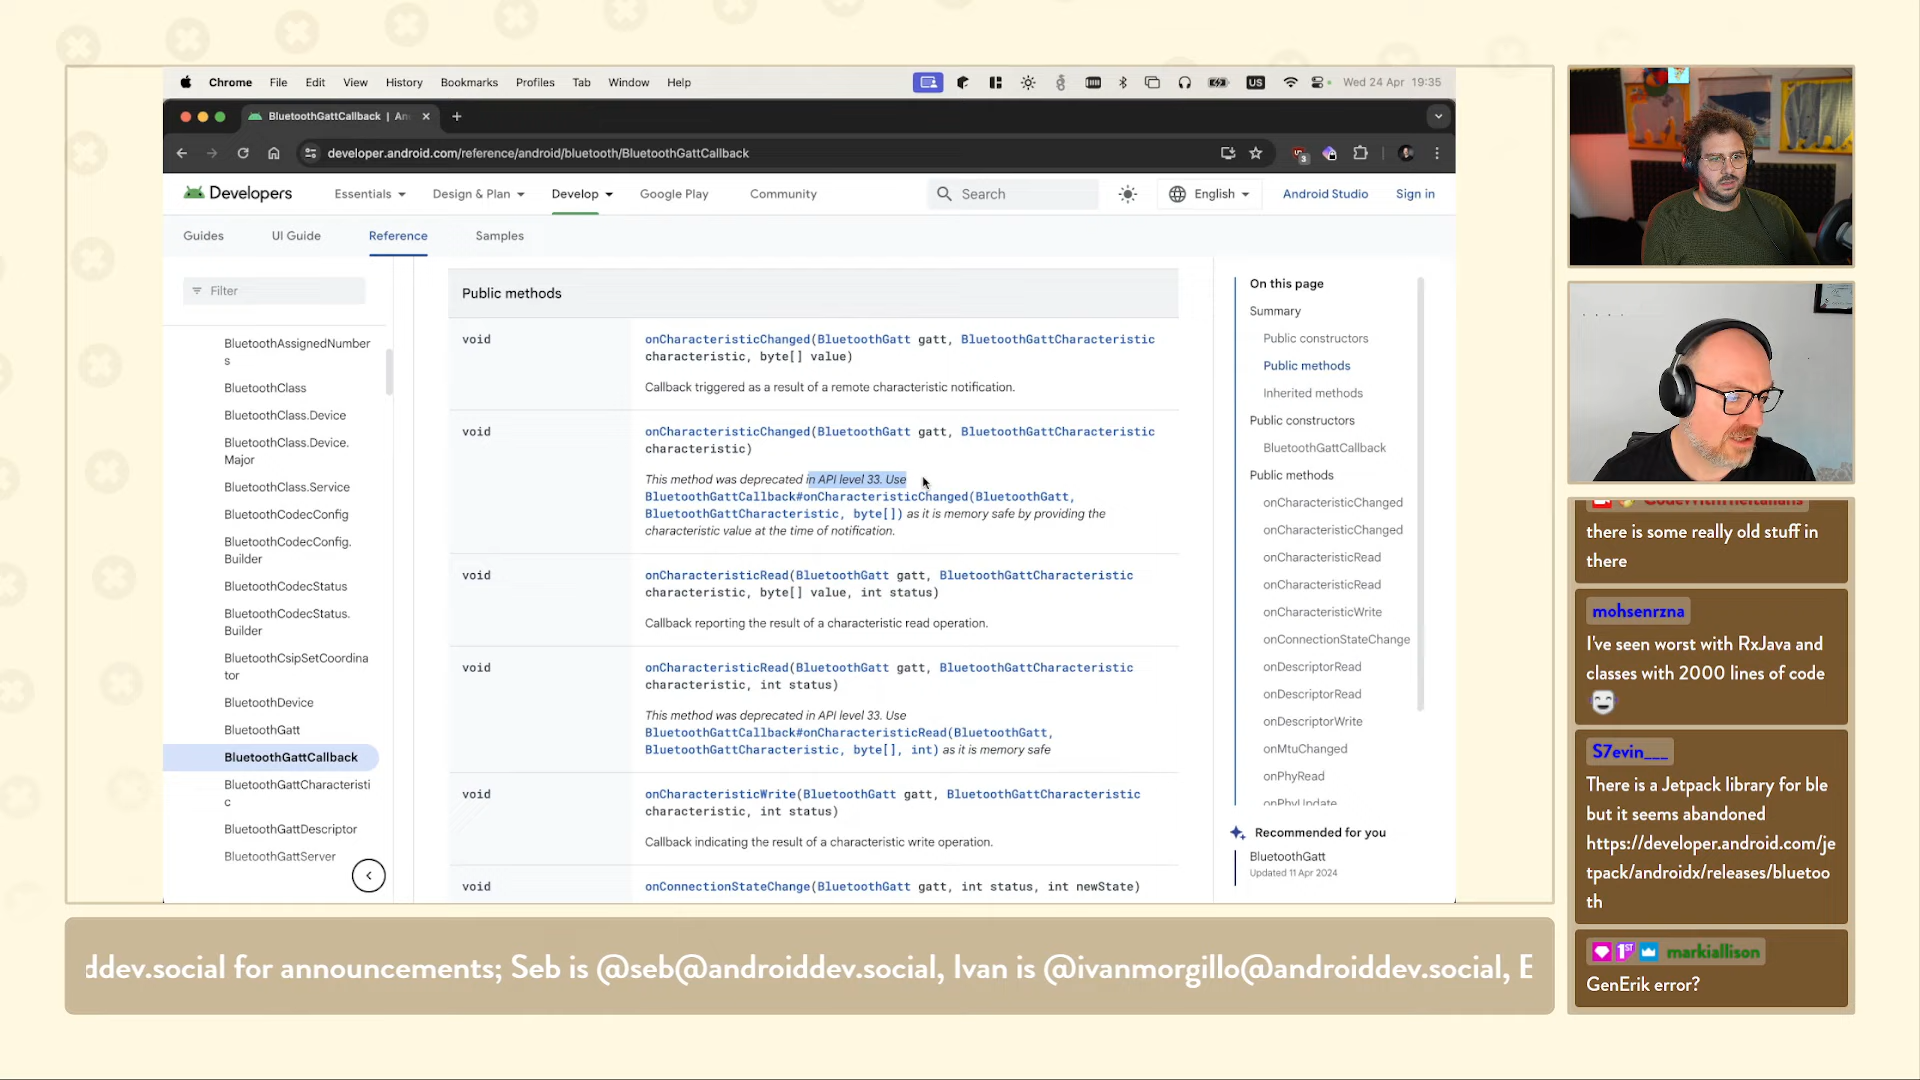 Chrome File Edit View History Bookmarks Profiles Tab Window Help
US Wed 24 Apr 19:35
BluetoothGattCallback | An
developer.android.com/reference/android/bluetooth/BluetoothGattCallback
3
Developers Essentials Design & Plan Develop Google Play Community Search English Android Studio Sign in
Guides UI Guide Reference Samples
Filter
BluetoothAssignedNumber
s
BluetoothClass
BluetoothClass.Device
BluetoothClass.Device.
Major
BluetoothClass.Service
BluetoothCodecConfig
BluetoothCodecConfig.
Builder
BluetoothCodecStatus
BluetoothCodecStatus.
Builder
BluetoothCsipSetCoordina
tor
BluetoothDevice
BluetoothGatt
BluetoothGattCallback
BluetoothGattCharacteristi
c
BluetoothGattDescriptor
BluetoothGattServer
Public methods
void onCharacteristicChanged(BluetoothGatt gatt, BluetoothGattCharacteristic
characteristic, byte[] value)
Callback triggered as a result of a remote characteristic notification.
void onCharacteristicChanged(BluetoothGatt gatt, BluetoothGattCharacteristic
characteristic)
This method was deprecated in API level 33. Use
BluetoothGattCallback#onCharacteristicChanged(BluetoothGatt,
BluetoothGattCharacteristic, byte[]) as it is memory safe by providing the
characteristic value at the time of notification.
void onCharacteristicRead(BluetoothGatt gatt, BluetoothGattCharacteristic
characteristic, byte[] value, int status)
Callback reporting the result of a characteristic read operation.
void onCharacteristicRead(BluetoothGatt gatt, BluetoothGattCharacteristic
characteristic, int status)
This method was deprecated in API level 33. Use
BluetoothGattCallback#onCharacteristicRead(BluetoothGatt,
BluetoothGattCharacteristic, byte[], int) as it is memory safe
void onCharacteristicWrite(BluetoothGatt gatt, BluetoothGattCharacteristic
characteristic, int status)
Callback indicating the result of a characteristic write operation.
void onConnectionStateChange(BluetoothGatt gatt, int status, int newState)
On this page
Summary
Public constructors
Public methods
Inherited methods
Public constructors
BluetoothGattCallback
Public methods
onCharacteristicChanged
onCharacteristicChanged
onCharacteristicRead
onCharacteristicRead
onCharacteristicWrite
onConnectionStateChange
onDescriptorRead
onDescriptorRead
onDescriptorWrite
onMtuChanged
onPhyRead
onPhyUpdate
Recommended for you
BluetoothGatt
Updated 11 Apr 2024
CodeWithTheItalians
there is some really old stuff in
there
mohsenrzna
I've seen worst with RxJava and
classes with 2000 lines of code
S7evin___
There is a Jetpack library for ble
but it seems abandoned
https://developer.android.com/je
tpack/androidx/releases/bluetoo
th
1ST markiallison
GenErik error?
ddev.social for announcements; Seb is @seb@androiddev.social, Ivan is @ivanmorgillo@androiddev.social, E